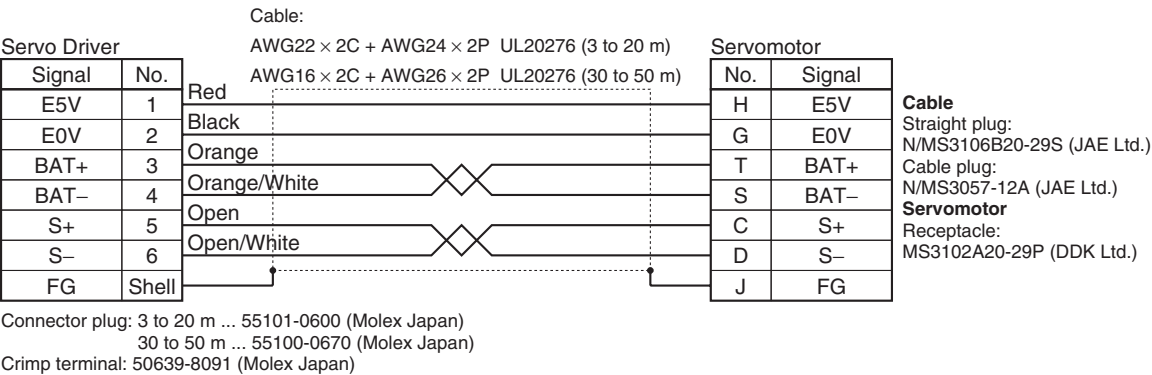 Cable:
AWG22 × 2C + AWG24 × 2P UL20276 (3 to 20 m)
AWG16 × 2C + AWG26 × 2P UL20276 (30 to 50 m)
Servo Driver
Servomotor
Signal No. No. Signal
E5V 1 Red H E5V
E0V 2 Black G E0V
BAT+ 3 Orange T BAT+
BAT− 4 Orange/White S BAT−
S+ 5 Open C S+
S− 6 Open/White D S−
FG Shell J FG
Cable
Straight plug:
N/MS3106B20-29S (JAE Ltd.)
Cable plug:
N/MS3057-12A (JAE Ltd.)
Servomotor
Receptacle:
MS3102A20-29P (DDK Ltd.)
Connector plug: 3 to 20 m ... 55101-0600 (Molex Japan)
30 to 50 m ... 55100-0670 (Molex Japan)
Crimp terminal: 50639-8091 (Molex Japan)